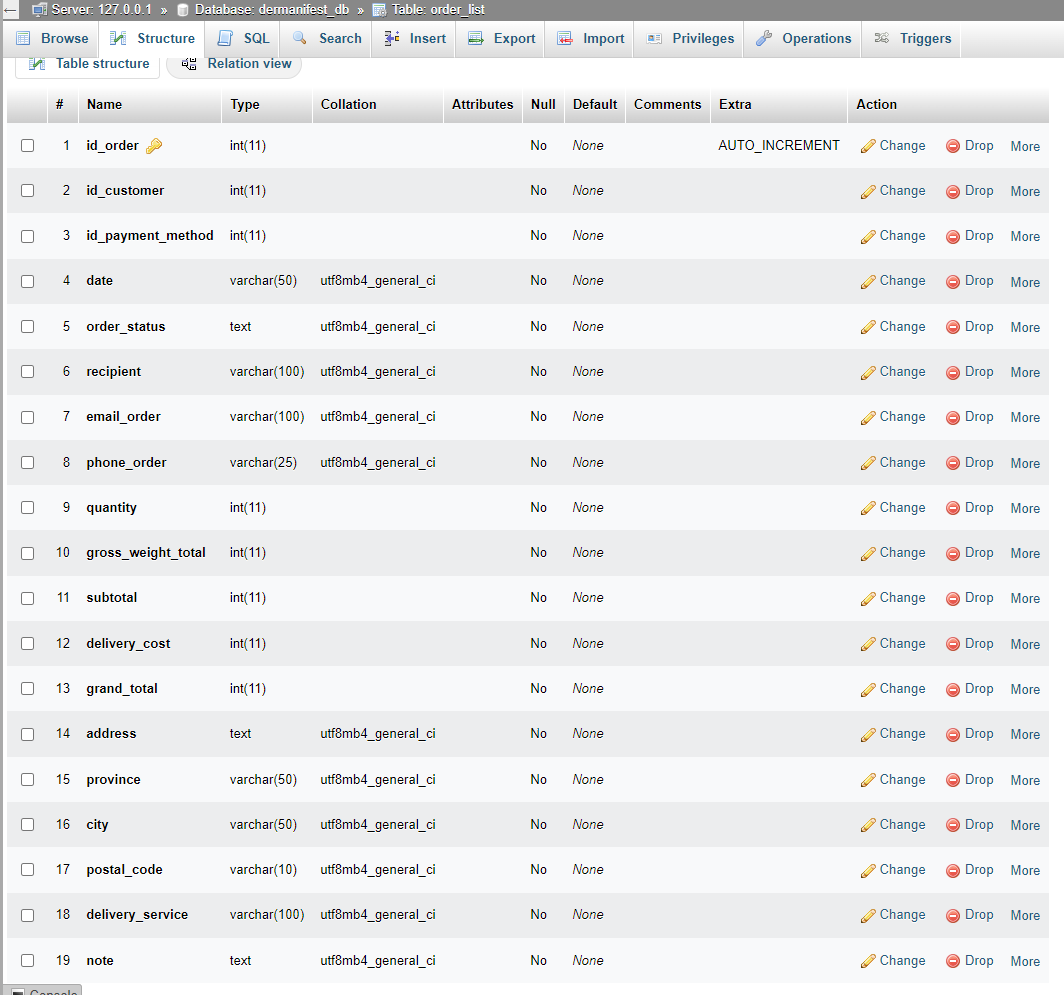 Server: 127.0.0.1 » Database: dermanifest_db » Table: order_list
Browse Structure SQL Search Insert Export Import Privileges Operations Triggers
Table structure Relation view
# Name Type Collation Attributes Null Default Comments Extra Action
1 id_order int(11) No None AUTO_INCREMENT Change Drop More
2 id_customer int(11) No None Change Drop More
3 id_payment_method int(11) No None Change Drop More
4 date varchar(50) utf8mb4_general_ci No None Change Drop More
5 order_status text utf8mb4_general_ci No None Change Drop More
6 recipient varchar(100) utf8mb4_general_ci No None Change Drop More
7 email_order varchar(100) utf8mb4_general_ci No None Change Drop More
8 phone_order varchar(25) utf8mb4_general_ci No None Change Drop More
9 quantity int(11) No None Change Drop More
10 gross_weight_total int(11) No None Change Drop More
11 subtotal int(11) No None Change Drop More
12 delivery_cost int(11) No None Change Drop More
13 grand_total int(11) No None Change Drop More
14 address text utf8mb4_general_ci No None Change Drop More
15 province varchar(50) utf8mb4_general_ci No None Change Drop More
16 city varchar(50) utf8mb4_general_ci No None Change Drop More
17 postal_code varchar(10) utf8mb4_general_ci No None Change Drop More
18 delivery_service varchar(100) utf8mb4_general_ci No None Change Drop More
19 note text utf8mb4_general_ci No None Change Drop More
Console